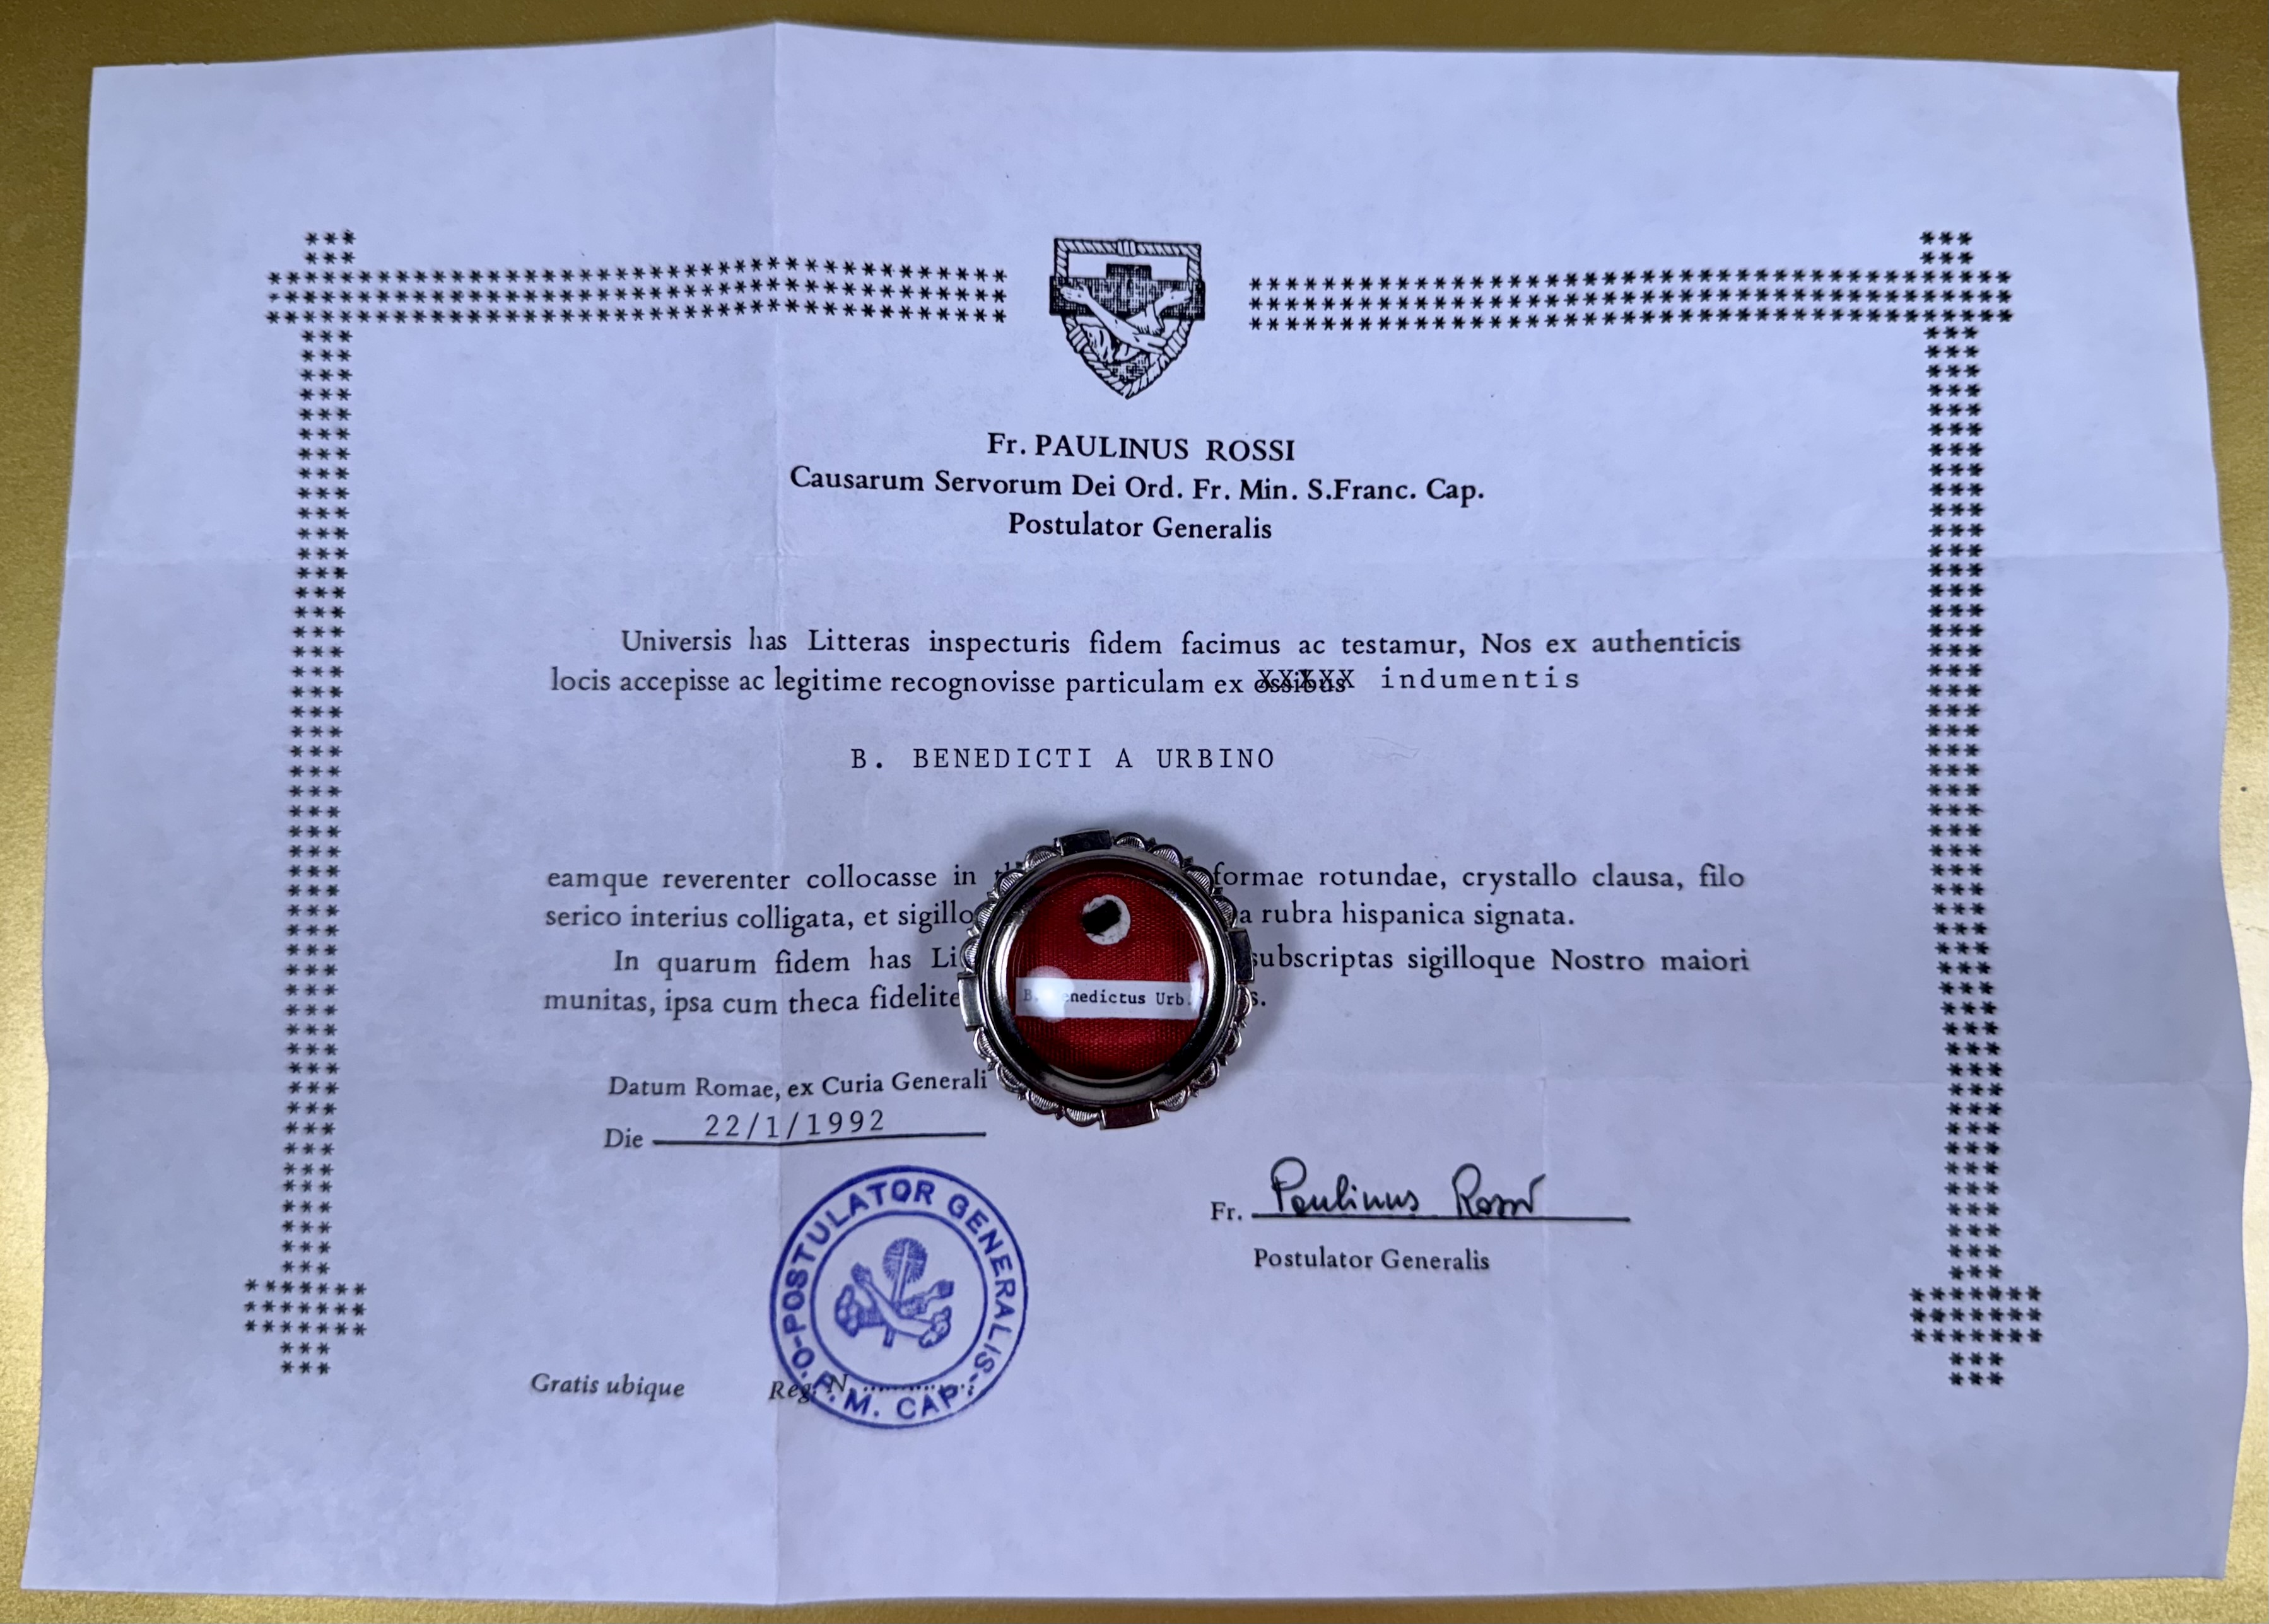 Fr. PAULINUS ROSSI
Causarum Servorum Dei Ord. Fr. Min. S.Franc. Cap.
Postulator Generalis
Universis has Litteras inspecturis fidem facimus ac testamur, Nos ex authenticis
locis accepisse ac legitime recognovisse particulam ex ossibus indumentis
B. BENEDICTI A URBINO
eamque reverenter collocasse in formae rotundae, crystallo clausa, filo
serico interius colligata, et sigillo rubra hispanica signata.
In quarum fidem has subscriptas sigilloque Nostro maiori
munitas, ipsa cum theca
B. Benedictus Urb.
Datum Romae, ex Curia Generali
Die 22/1/1992
Fr. Paulinus Rossi
Postulator Generalis
POSTULATOR GENERALIS - O.F.M. CAP. -
Gratis ubique Reg. N.